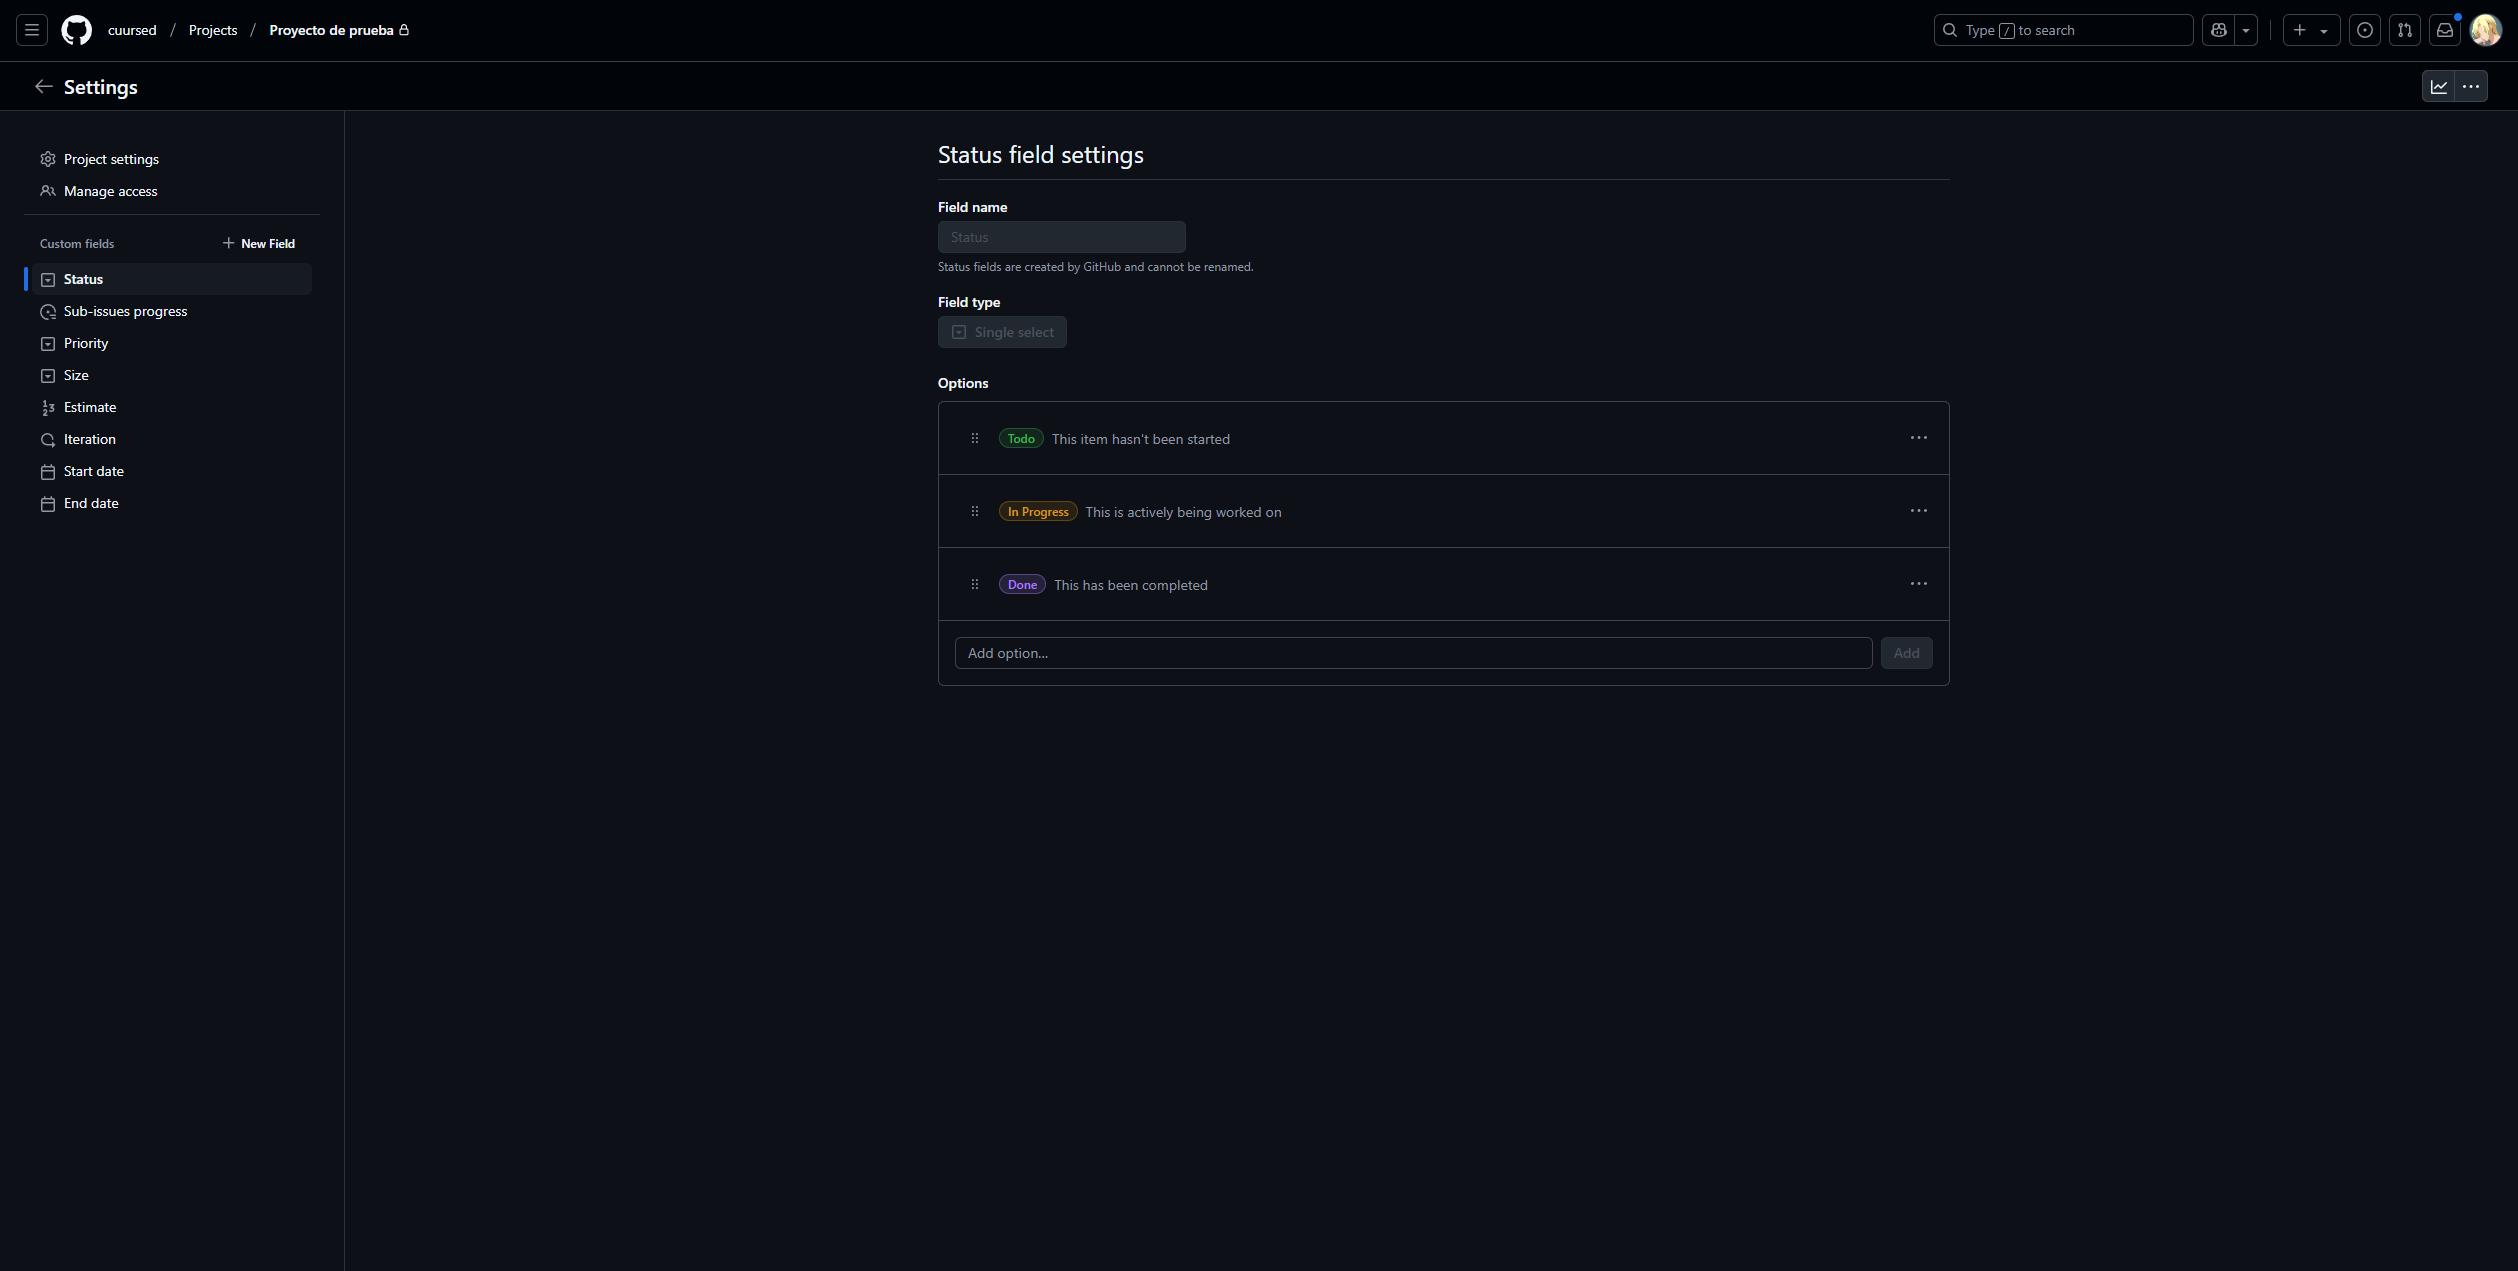 cuursed / Projects / Proyecto de prueba
Type / to search
Settings
Project settings
Manage access
Custom fields
New Field
Status
Sub-issues progress
Priority
Size
Estimate
Iteration
Start date
End date
Status field settings
Field name
Status
Status fields are created by GitHub and cannot be renamed.
Field type
Single select
Options
Todo This item hasn't been started
In Progress This is actively being worked on
Done This has been completed
Add option...
Add